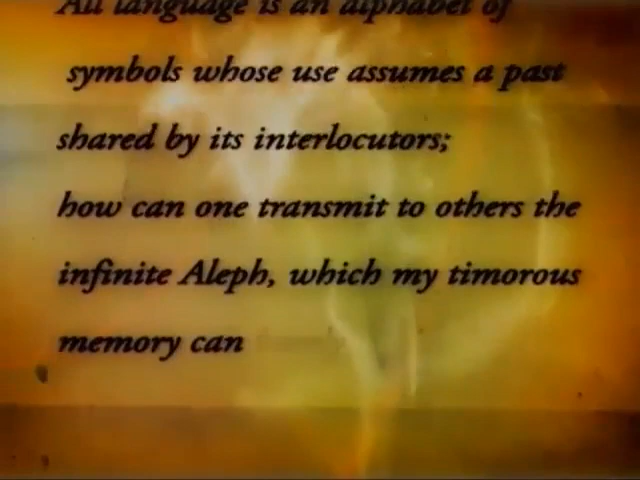 All language is an alphabet of
symbols whose use assumes a past
shared by its interlocutors;
how can one transmit to others the
infinite Aleph, which my timorous
memory can